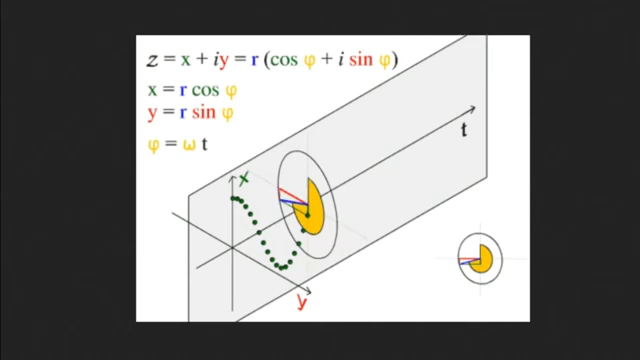 z = x + iy = r (cos φ + i sin φ)
x = r cos φ
y = r sin φ
φ = ω t
t
x
y